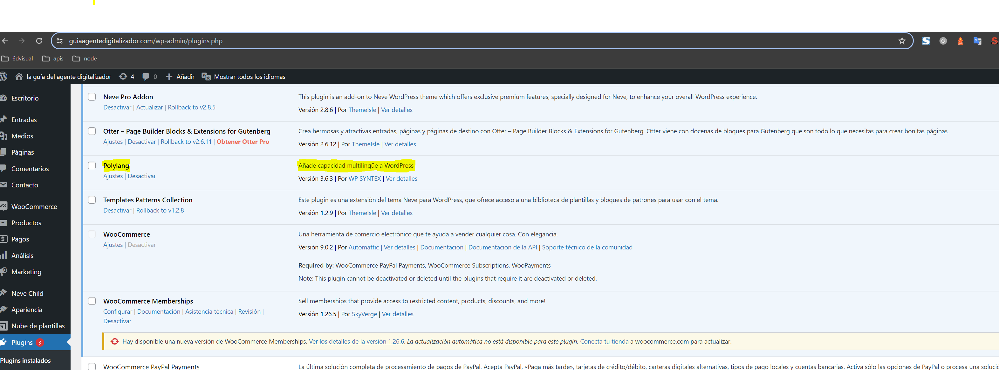 guiaagentedigitalizador.com/wp-admin/plugins.php
6dvisual apis node
la guía del agente digitalizador 4 0 Añadir Mostrar todos los idiomas
Escritorio
Entradas
Medios
Páginas
Comentarios
Contacto
WooCommerce
Productos
Pagos
Análisis
Marketing
Neve Child
Apariencia
Nube de plantillas
Plugins 3
Plugins instalados
Neve Pro Addon
Desactivar | Actualizar | Rollback to v2.8.5
This plugin is an add-on to Neve WordPress theme which offers exclusive premium features, specially designed for Neve, to enhance your overall WordPress experience.
Versión 2.8.6 | Por ThemeIsle | Ver detalles
Otter – Page Builder Blocks & Extensions for Gutenberg
Ajustes | Desactivar | Rollback to v2.6.11 | Obtener Otter Pro
Crea hermosas y atractivas entradas, páginas y páginas de destino con Otter – Page Builder Blocks & Extensions for Gutenberg. Otter viene con docenas de bloques para Gutenberg que son todo lo que necesitas para crear bonitas páginas.
Versión 2.6.12 | Por ThemeIsle | Ver detalles
Polylang
Ajustes | Desactivar
Añade capacidad multilingüe a WordPress
Versión 3.6.3 | Por WP SYNTEX | Ver detalles
Templates Patterns Collection
Desactivar | Rollback to v1.2.8
Este plugin es una extensión del tema Neve para WordPress, que ofrece acceso a una biblioteca de plantillas y bloques de patrones para usar con el tema.
Versión 1.2.9 | Por ThemeIsle | Ver detalles
WooCommerce
Ajustes | Desactivar
Una herramienta de comercio electrónico que te ayuda a vender cualquier cosa. Con elegancia.
Versión 9.0.2 | Por Automattic | Ver detalles | Documentación | Documentación de la API | Soporte técnico de la comunidad
Required by: WooCommerce PayPal Payments, WooCommerce Subscriptions, WooPayments
Note: This plugin cannot be deactivated or deleted until the plugins that require it are deactivated or deleted.
WooCommerce Memberships
Configurar | Documentación | Asistencia técnica | Revisión |
Desactivar
Sell memberships that provide access to restricted content, products, discounts, and more!
Versión 1.26.5 | Por SkyVerge | Ver detalles
Hay disponible una nueva versión de WooCommerce Memberships. Ver los detalles de la versión 1.26.6. La actualización automática no está disponible para este plugin. Conecta tu tienda a woocommerce.com para actualizar.
WooCommerce PayPal Payments
La última solución completa de procesamiento de pagos de PayPal. Acepta PayPal, «Paga más tarde», tarjetas de crédito/débito, carteras digitales alternativas, tipos de pago locales y cuentas bancarias. Activa sólo las opciones de PayPal o procesa una